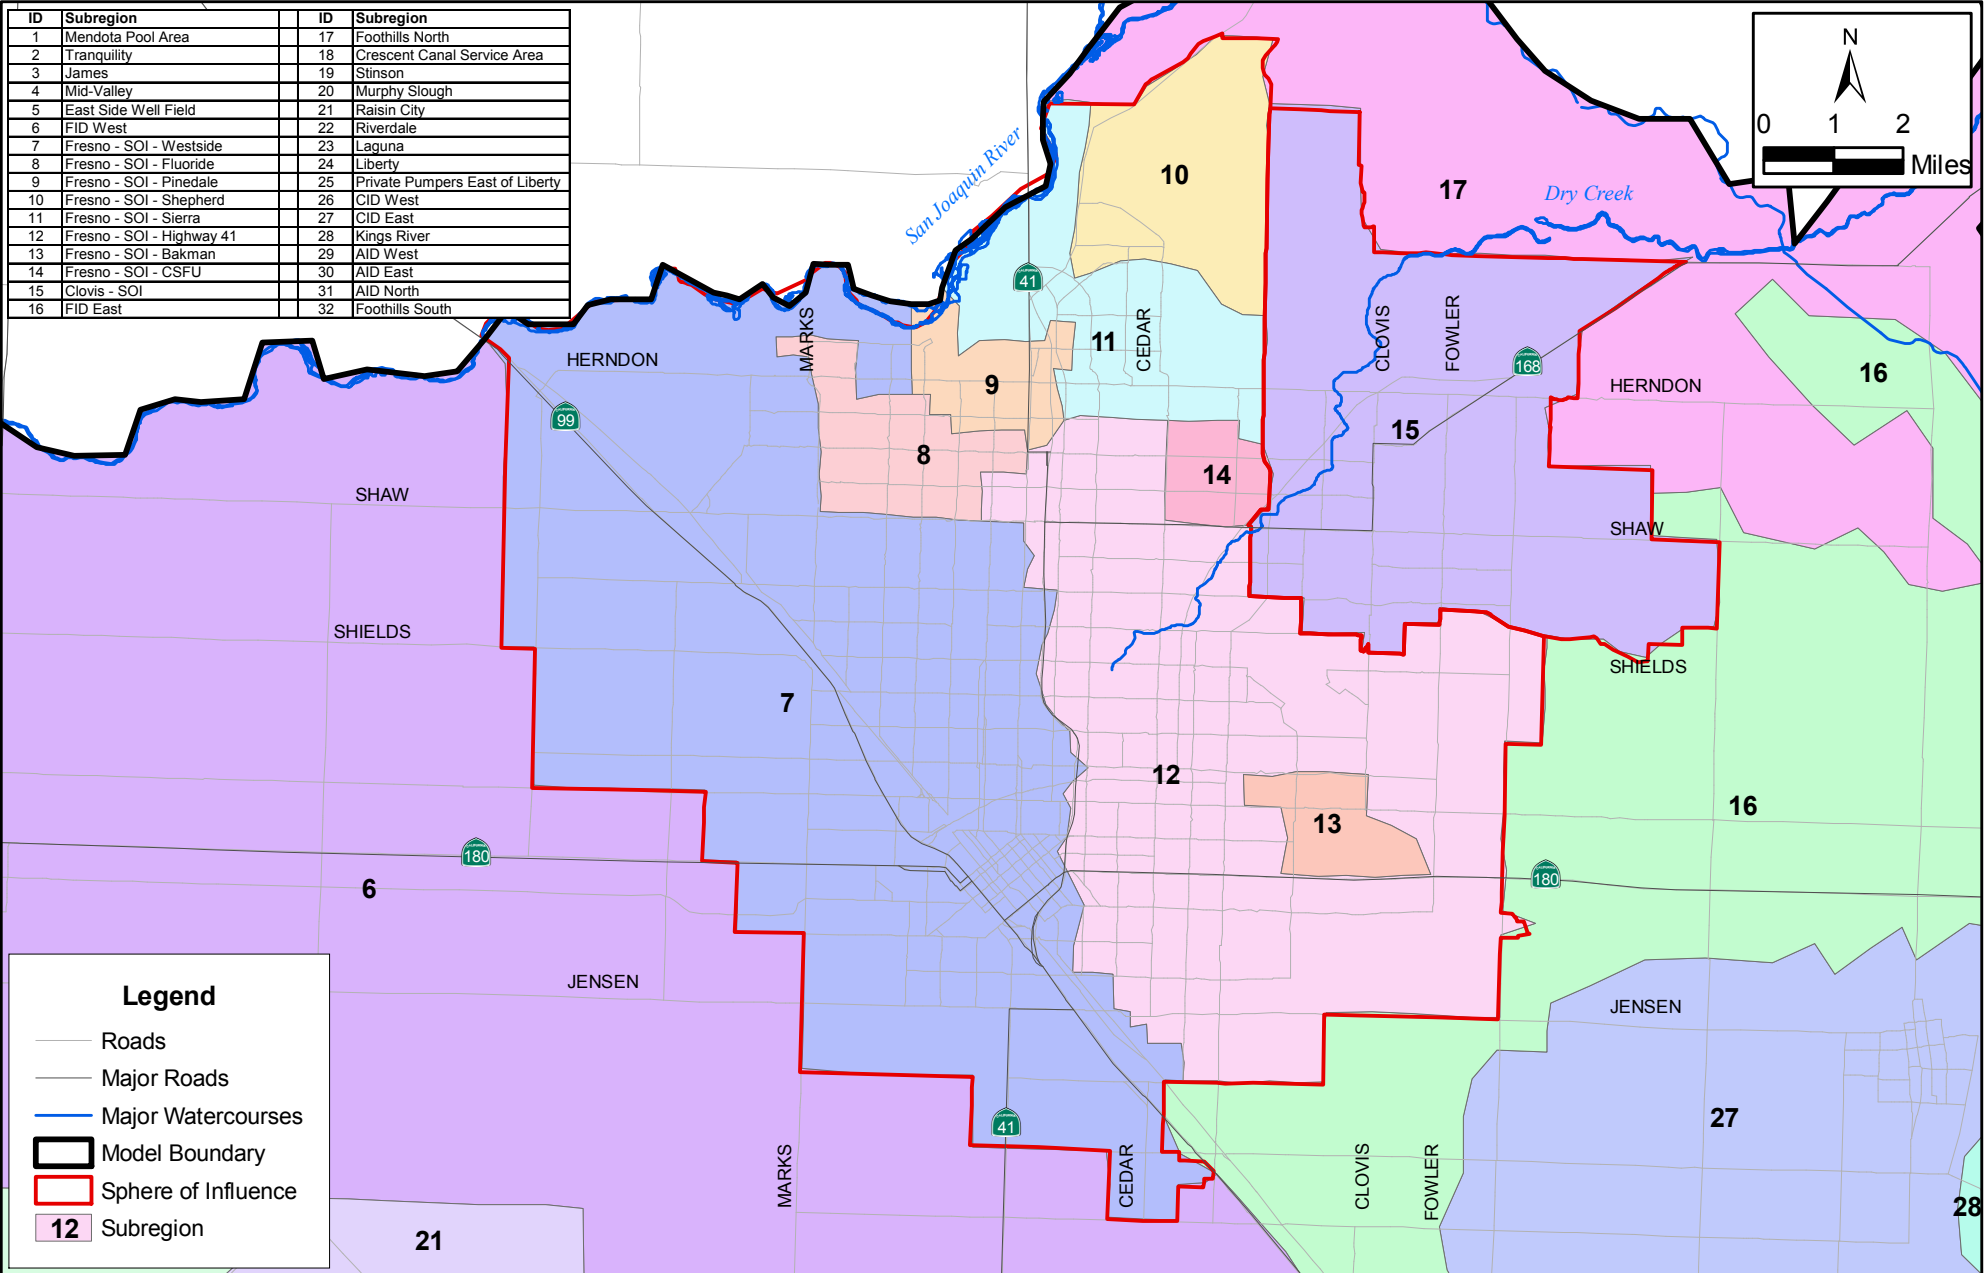 ID Subregion ID Subregion
1 Mendota Pool Area 17 Foothills North
2 Tranquility 18 Crescent Canal Service Area
3 James 19 Stinson
4 Mid-Valley 20 Murphy Slough
5 East Side Well Field 21 Raisin City
6 FID West 22 Riverdale
7 Fresno - SOI - Westside 23 Laguna
8 Fresno - SOI - Fluoride 24 Liberty
9 Fresno - SOI - Pinedale 25 Private Pumpers East of Liberty
10 Fresno - SOI - Shepherd 26 CID West
11 Fresno - SOI - Sierra 27 CID East
12 Fresno - SOI - Highway 41 28 Kings River
13 Fresno - SOI - Bakman 29 AID West
14 Fresno - SOI - CSFU 30 AID East
15 Clovis - SOI 31 AID North
16 FID East 32 Foothills South
N
0 1 2
Miles
San Joaquin River
Dry Creek
10
17
41
MARKS
CEDAR
CLOVIS
FOWLER
11
HERNDON
168
16
HERNDON
9
99
15
8
14
SHAW
SHAW
SHIELDS
SHIELDS
7
12
16
13
180
180
6
JENSEN
JENSEN
41
27
MARKS
CEDAR
CLOVIS
FOWLER
28
21
Legend
Roads
Major Roads
Major Watercourses
Model Boundary
Sphere of Influence
12 Subregion